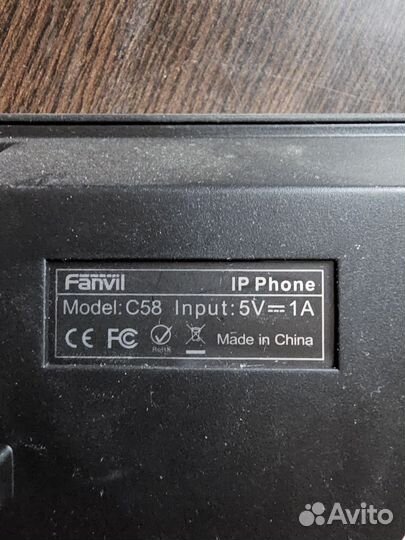 Fanvil IP Phone
Model: C58 Input: 5V⎓1A
CE FC RoHS Made in China
Avito